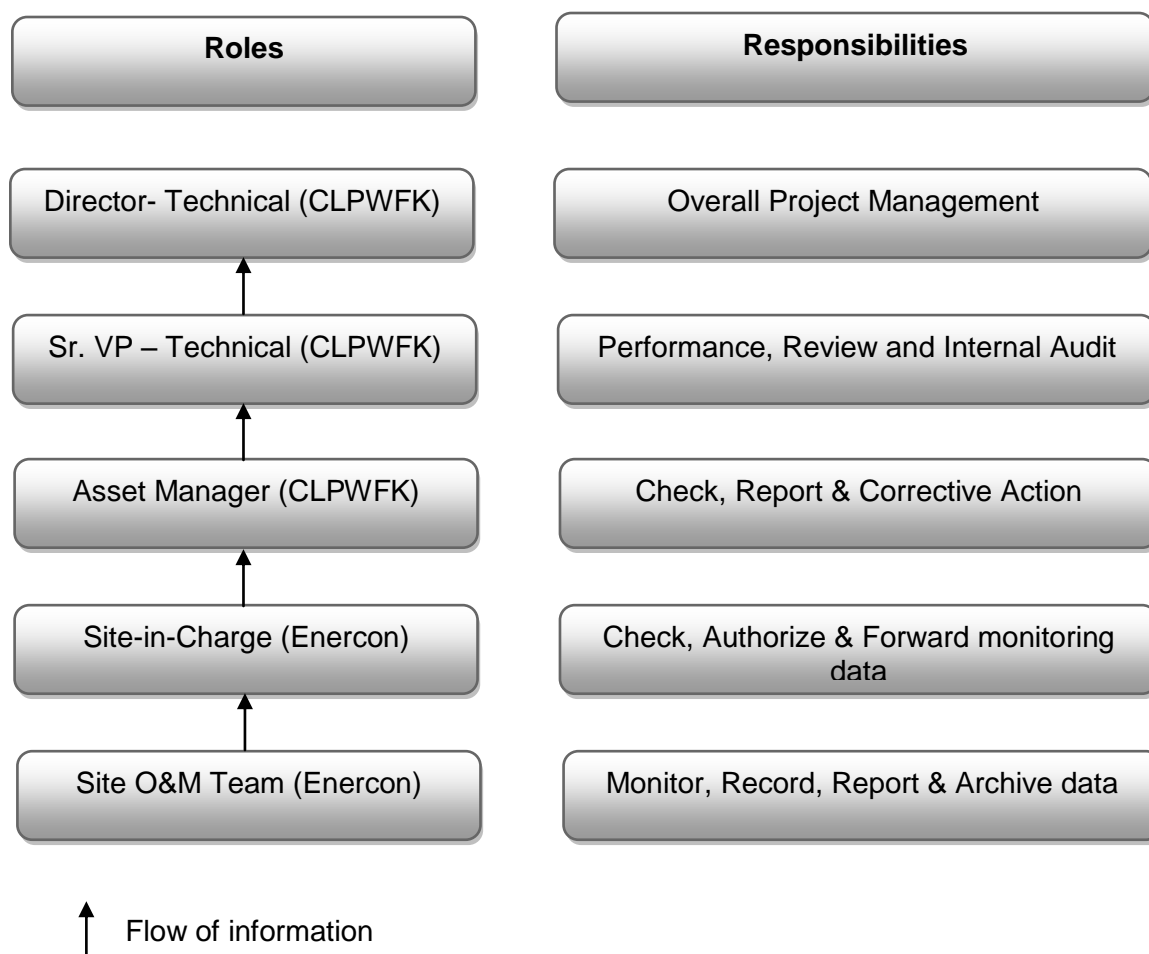 Roles
Responsibilities
Director- Technical (CLPWFK)
Overall Project Management
Sr. VP – Technical (CLPWFK)
Performance, Review and Internal Audit
Asset Manager (CLPWFK)
Check, Report & Corrective Action
Site-in-Charge (Enercon)
Check, Authorize & Forward monitoring
data
Site O&M Team (Enercon)
Monitor, Record, Report & Archive data
Flow of information